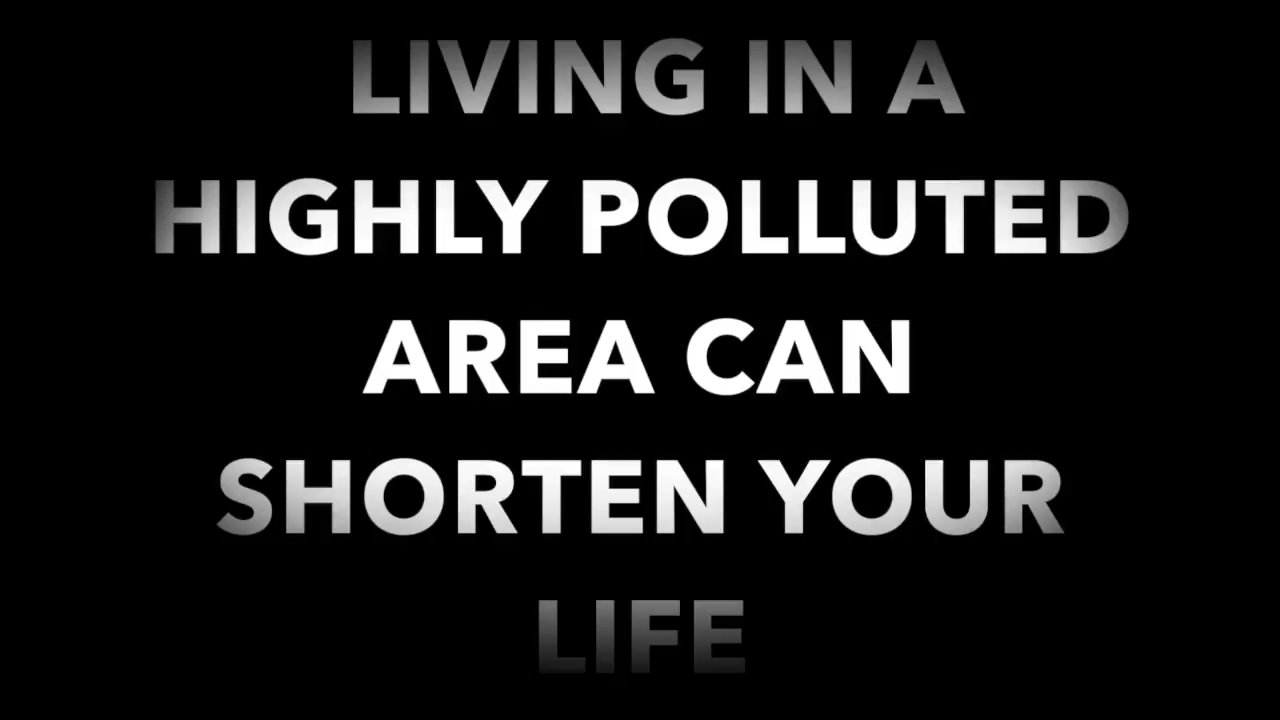 LIVING IN A
HIGHLY POLLUTED
AREA CAN
SHORTEN YOUR
LIFE